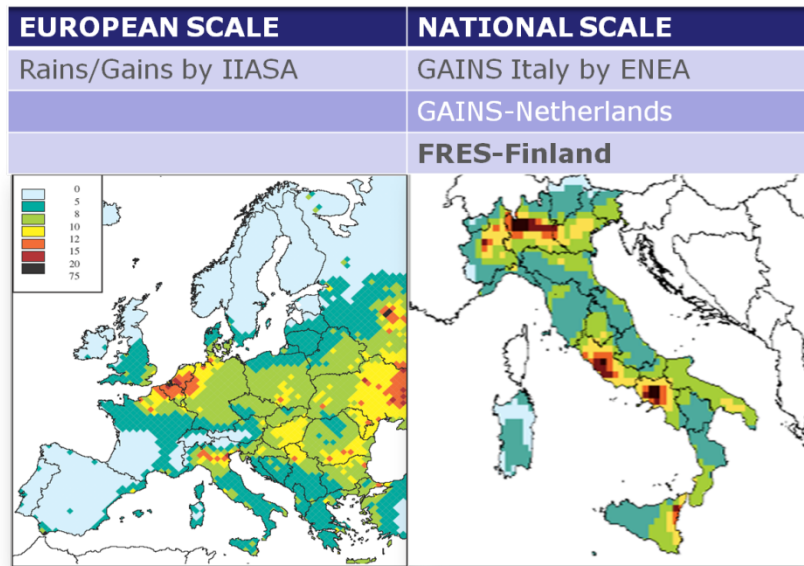 EUROPEAN SCALE
NATIONAL SCALE
Rains/Gains by IIASA
GAINS Italy by ENEA
GAINS-Netherlands
FRES-Finland
0
5
8
10
12
15
20
75